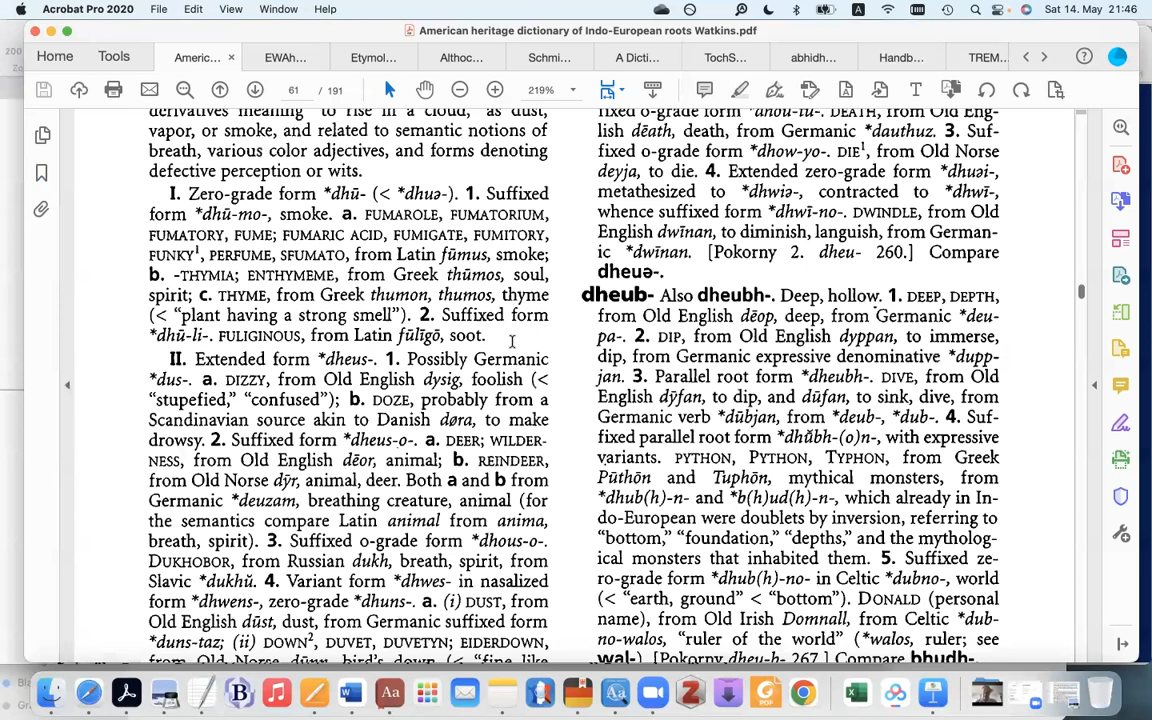 Acrobat Pro 2020 File Edit View Window Help
Sat 14. May 21:46
American heritage dictionary of Indo-European roots Watkins.pdf
Home Tools Americ... × EWAh... Etymol... Althoc... Schmi... A Dicti... TochS... abhidh... Handb... TREM...
61 / 191 219%
derivatives meaning to rise in a cloud, as dust,
vapor, or smoke, and related to semantic notions of
breath, various color adjectives, and forms denoting
defective perception or wits.
I. Zero-grade form *dhū- (< *dhuə-). 1. Suffixed
form *dhū-mo-, smoke. a. FUMAROLE, FUMATORIUM,
FUMATORY, FUME; FUMARIC ACID, FUMIGATE, FUMITORY,
FUNKY¹, PERFUME, SFUMATO, from Latin fūmus, smoke;
b. -THYMIA; ENTHYMEME, from Greek thūmos, soul,
spirit; c. THYME, from Greek thumon, thumos, thyme
(< “plant having a strong smell”). 2. Suffixed form
*dhū-li-. FULIGINOUS, from Latin fūlīgō, soot.
II. Extended form *dheus-. 1. Possibly Germanic
*dus-. a. DIZZY, from Old English dysig, foolish (<
“stupefied,” “confused”); b. DOZE, probably from a
Scandinavian source akin to Danish døra, to make
drowsy. 2. Suffixed form *dheus-o-. a. DEER; WILDER-
NESS, from Old English dēor, animal; b. REINDEER,
from Old Norse dȳr, animal, deer. Both a and b from
Germanic *deuzam, breathing creature, animal (for
the semantics compare Latin animal from anima,
breath, spirit). 3. Suffixed o-grade form *dhous-o-.
DUKHOBOR, from Russian dukh, breath, spirit, from
Slavic *dukhŭ. 4. Variant form *dhwes- in nasalized
form *dhwens-, zero-grade *dhuns-. a. (i) DUST, from
Old English dūst, dust, from Germanic suffixed form
*duns-taz; (ii) DOWN², DUVET, DUVETYN; EIDERDOWN,
from Old Norse dūnn, bird's down (< “fine like
fixed o-grade form *dhou-tu-. DEATH, from Old Eng-
lish dēath, death, from Germanic *dauthuz. 3. Suf-
fixed o-grade form *dhow-yo-. DIE¹, from Old Norse
deyja, to die. 4. Extended zero-grade form *dhuəi-,
metathesized to *dhwiə-, contracted to *dhwī-,
whence suffixed form *dhwī-no-. DWINDLE, from Old
English dwīnan, to diminish, languish, from German-
ic *dwīnan. [Pokorny 2. dheu- 260.] Compare
dheuə-.
dheub- Also dheubh-. Deep, hollow. 1. DEEP, DEPTH,
from Old English dēop, deep, from Germanic *deu-
pa-. 2. DIP, from Old English dyppan, to immerse,
dip, from Germanic expressive denominative *dupp-
jan. 3. Parallel root form *dheubh-. DIVE, from Old
English dȳfan, to dip, and dūfan, to sink, dive, from
Germanic verb *dūbjan, from *deub-, *dub-. 4. Suf-
fixed parallel root form *dhŭbh-(o)n-, with expressive
variants. PYTHON, PYTHON, TYPHON, from Greek
Pūthōn and Tuphōn, mythical monsters, from
*dhub(h)-n- and *b(h)ud(h)-n-, which already in In-
do-European were doublets by inversion, referring to
“bottom,” “foundation,” “depths,” and the mytholog-
ical monsters that inhabited them. 5. Suffixed ze-
ro-grade form *dhub(h)-no- in Celtic *dubno-, world
(< “earth, ground” < “bottom”). DONALD (personal
name), from Old Irish Domnall, from Celtic *dub-
no-walos, “ruler of the world” (*walos, ruler; see
wal-) [Pokorny dheu-b- 267.] Compare bhudh-.